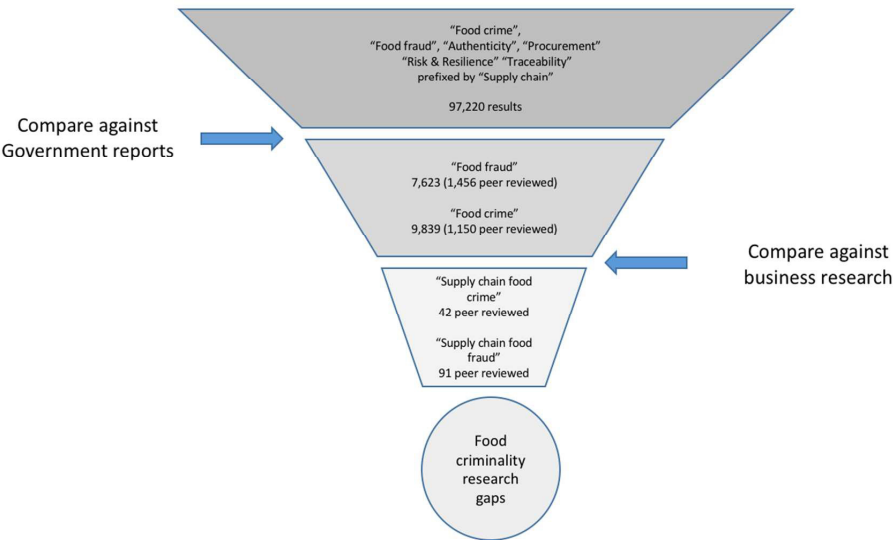 “Food crime”,
“Food fraud”, “Authenticity”, “Procurement”
“Risk & Resilience” “Traceability”
prefixed by “Supply chain”
97,220 results
Compare against
Government reports
“Food fraud”
7,623 (1,456 peer reviewed)
“Food crime”
9,839 (1,150 peer reviewed)
Compare against
business research
“Supply chain food
crime”
42 peer reviewed
“Supply chain food
fraud”
91 peer reviewed
Food
criminality
research
gaps